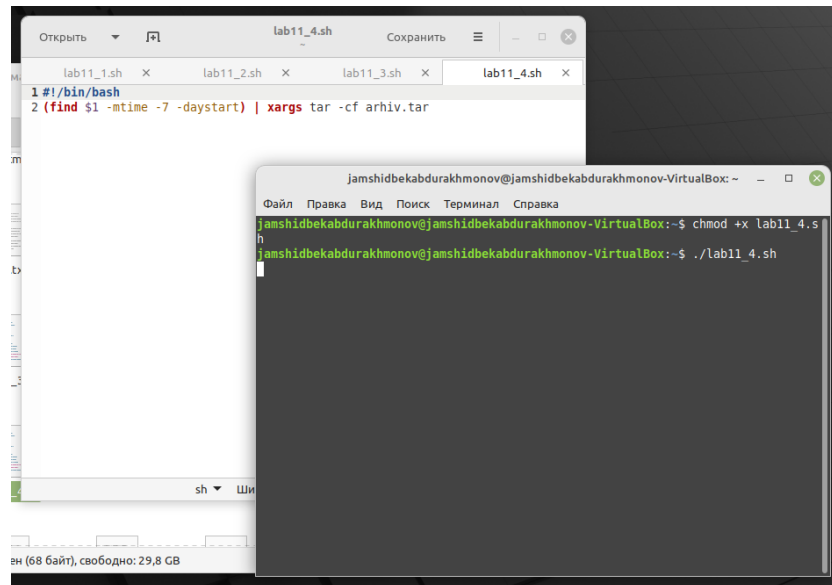 Открыть
lab11_4.sh
~
Сохранить
lab11_1.sh
lab11_2.sh
lab11_3.sh
lab11_4.sh
1 #!/bin/bash
2 (find $1 -mtime -7 -daystart) | xargs tar -cf arhiv.tar
jamshidbekabdurakhmonov@jamshidbekabdurakhmonov-VirtualBox: ~
Файл Правка Вид Поиск Терминал Справка
jamshidbekabdurakhmonov@jamshidbekabdurakhmonov-VirtualBox:~$ chmod +x lab11_4.s
h
jamshidbekabdurakhmonov@jamshidbekabdurakhmonov-VirtualBox:~$ ./lab11_4.sh
sh
Ши
ен (68 байт), свободно: 29,8 GB